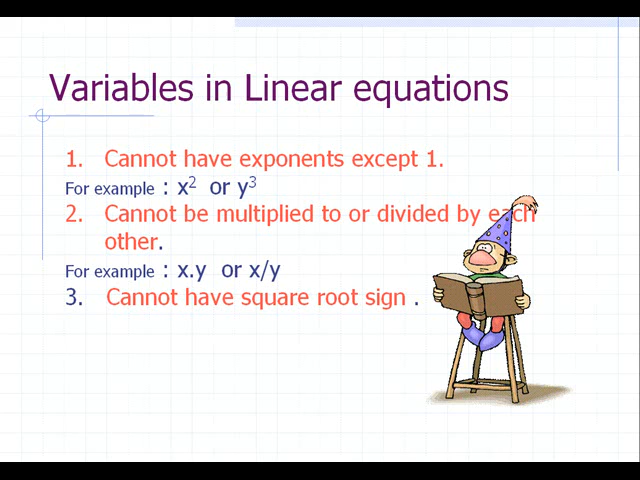 Variables in Linear equations
1. Cannot have exponents except 1.
For example : x² or y³
2. Cannot be multiplied to or divided by each
other.
For example : x.y or x/y
3. Cannot have square root sign .